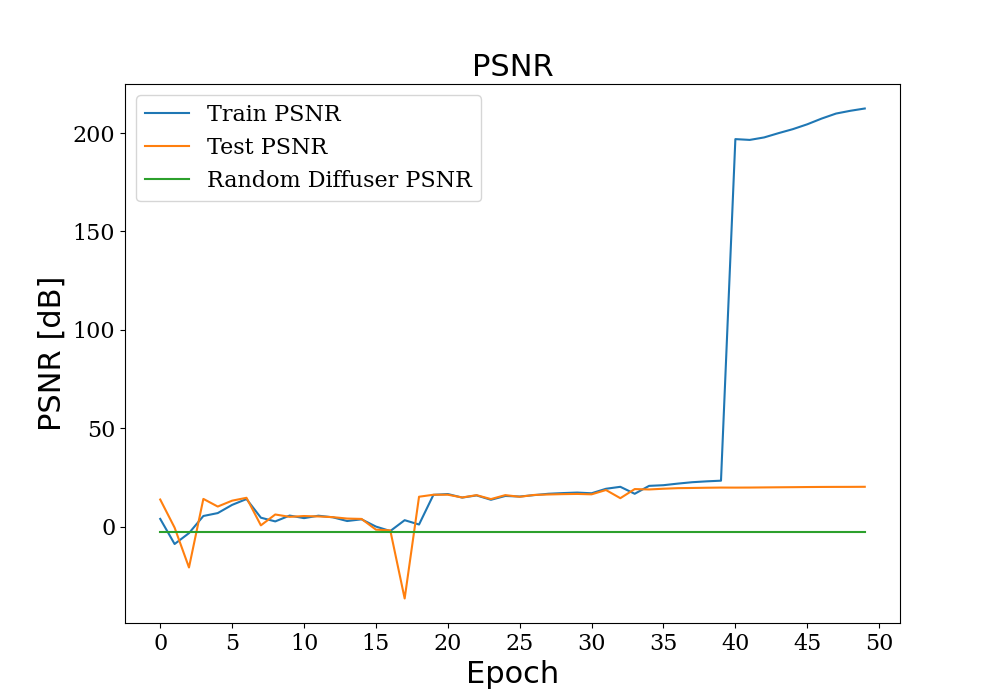 PSNR
Train PSNR
Test PSNR
Random Diffuser PSNR
200
150
100
50
0
PSNR [dB]
0 5 10 15 20 25 30 35 40 45 50
Epoch